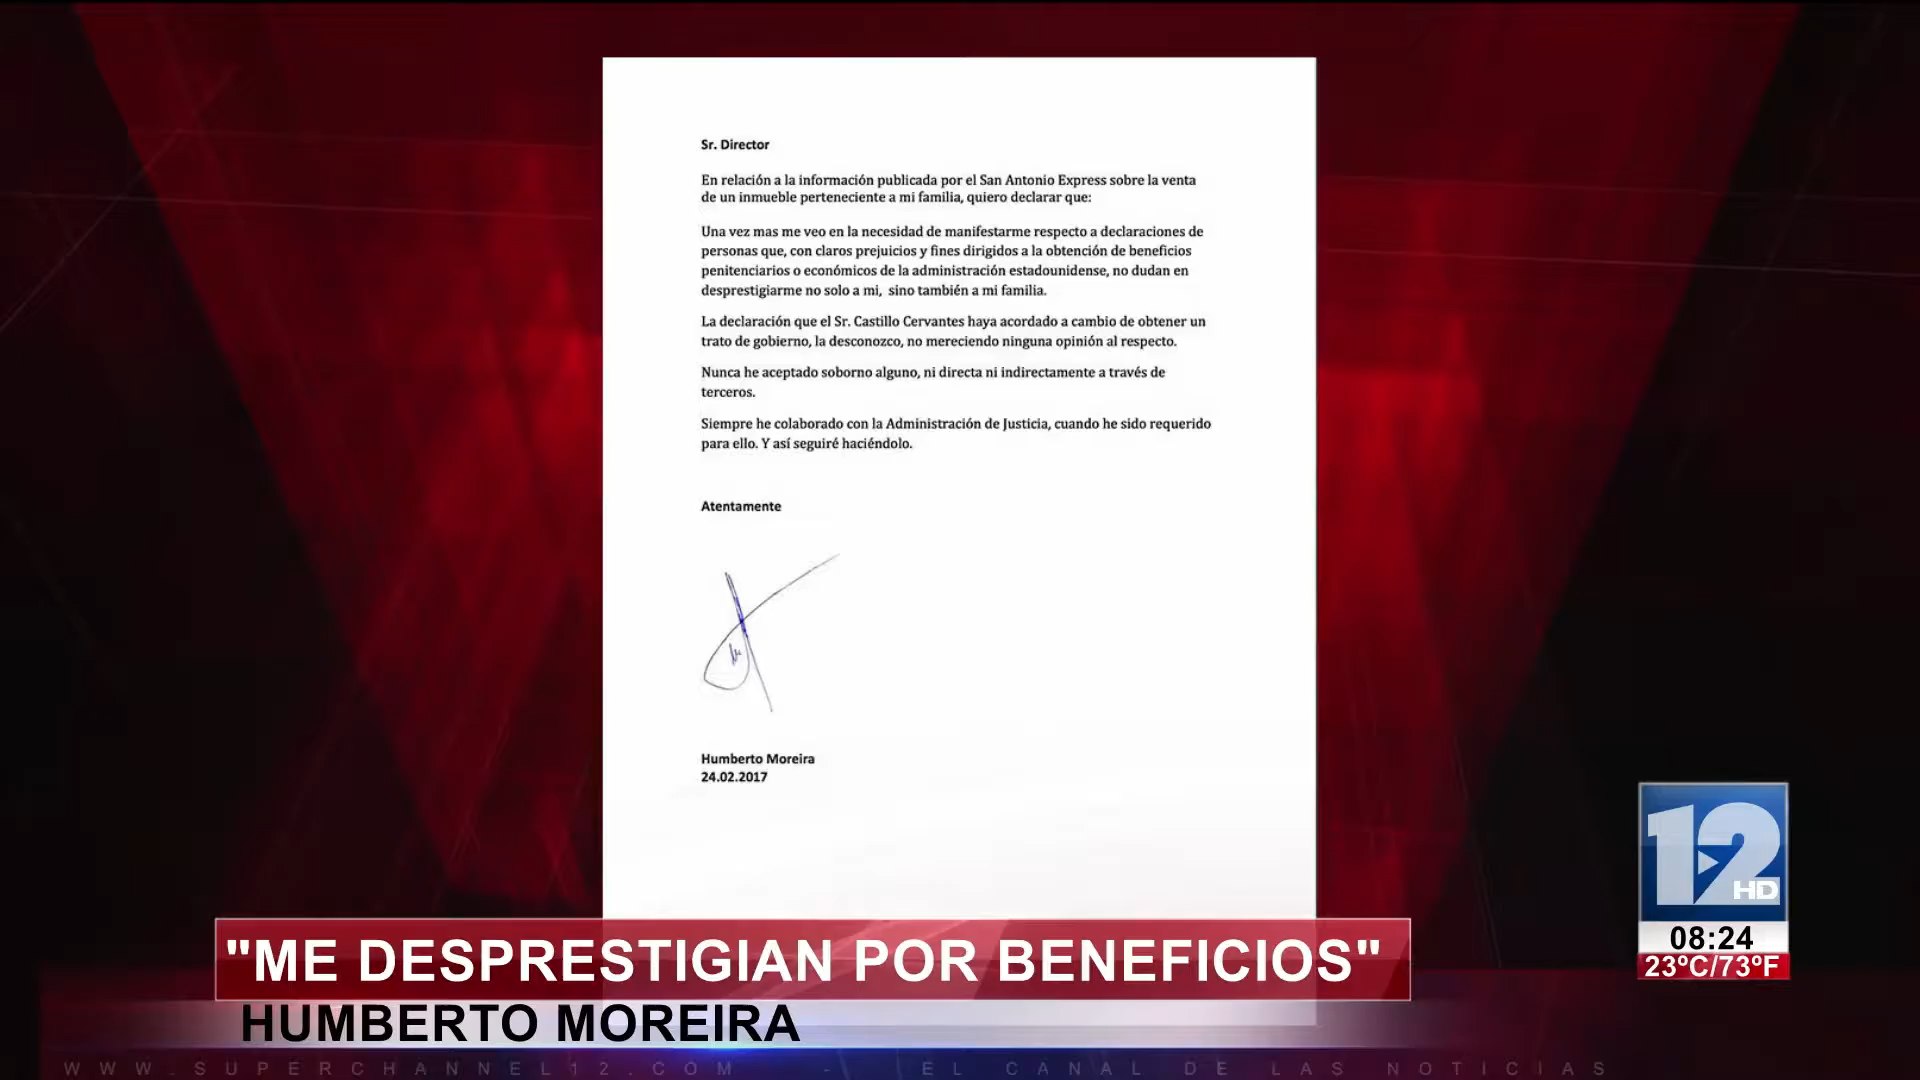 Sr. Director
En relación a la información publicada por el San Antonio Express sobre la venta
de un inmueble perteneciente a mi familia, quiero declarar que:
Una vez mas me veo en la necesidad de manifestarme respecto a declaraciones de
personas que, con claros prejuicios y fines dirigidos a la obtención de beneficios
penitenciarios o económicos de la administración estadounidense, no dudan en
desprestigiarme no solo a mi, sino también a mi familia.
La declaración que el Sr. Castillo Cervantes haya acordado a cambio de obtener un
trato de gobierno, la desconozco, no mereciendo ninguna opinión al respecto.
Nunca he aceptado soborno alguno, ni directa ni indirectamente a través de
terceros.
Siempre he colaborado con la Administración de Justicia, cuando he sido requerido
para ello. Y así seguiré haciéndolo.
Atentamente
Humberto Moreira
24.02.2017
12
HD
08:24
23ºC/73ºF
"ME DESPRESTIGIAN POR BENEFICIOS"
HUMBERTO MOREIRA
WWW.SUPERCHANNEL12.COM - EL CANAL DE LAS NOTICIAS